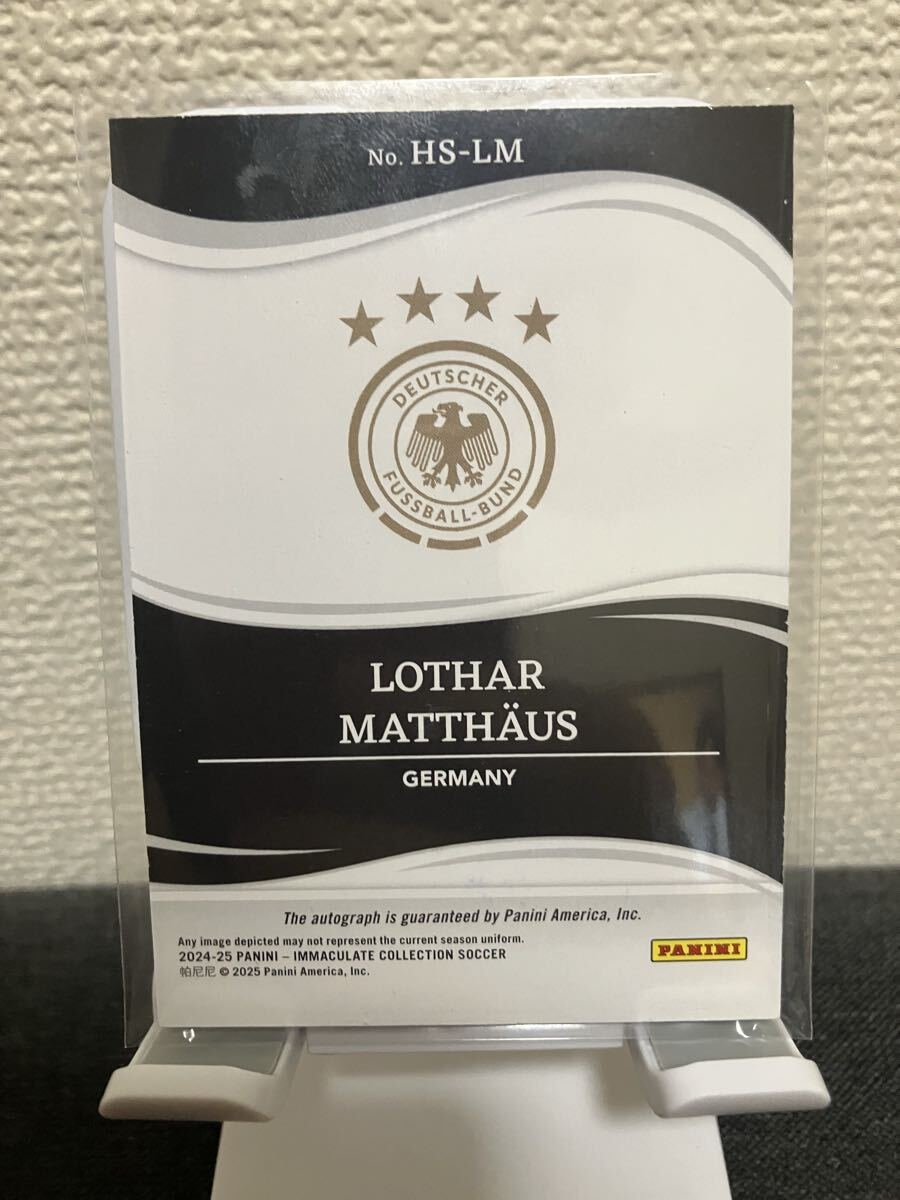 No. HS-LM
DEUTSCHER
FUSSBALL-BUND
LOTHAR
MATTHÄUS
GERMANY
The autograph is guaranteed by Panini America, Inc.
Any image depicted may not represent the current season uniform.
2024-25 PANINI – IMMACULATE COLLECTION SOCCER
帕尼尼 © 2025 Panini America, Inc.
PANINI